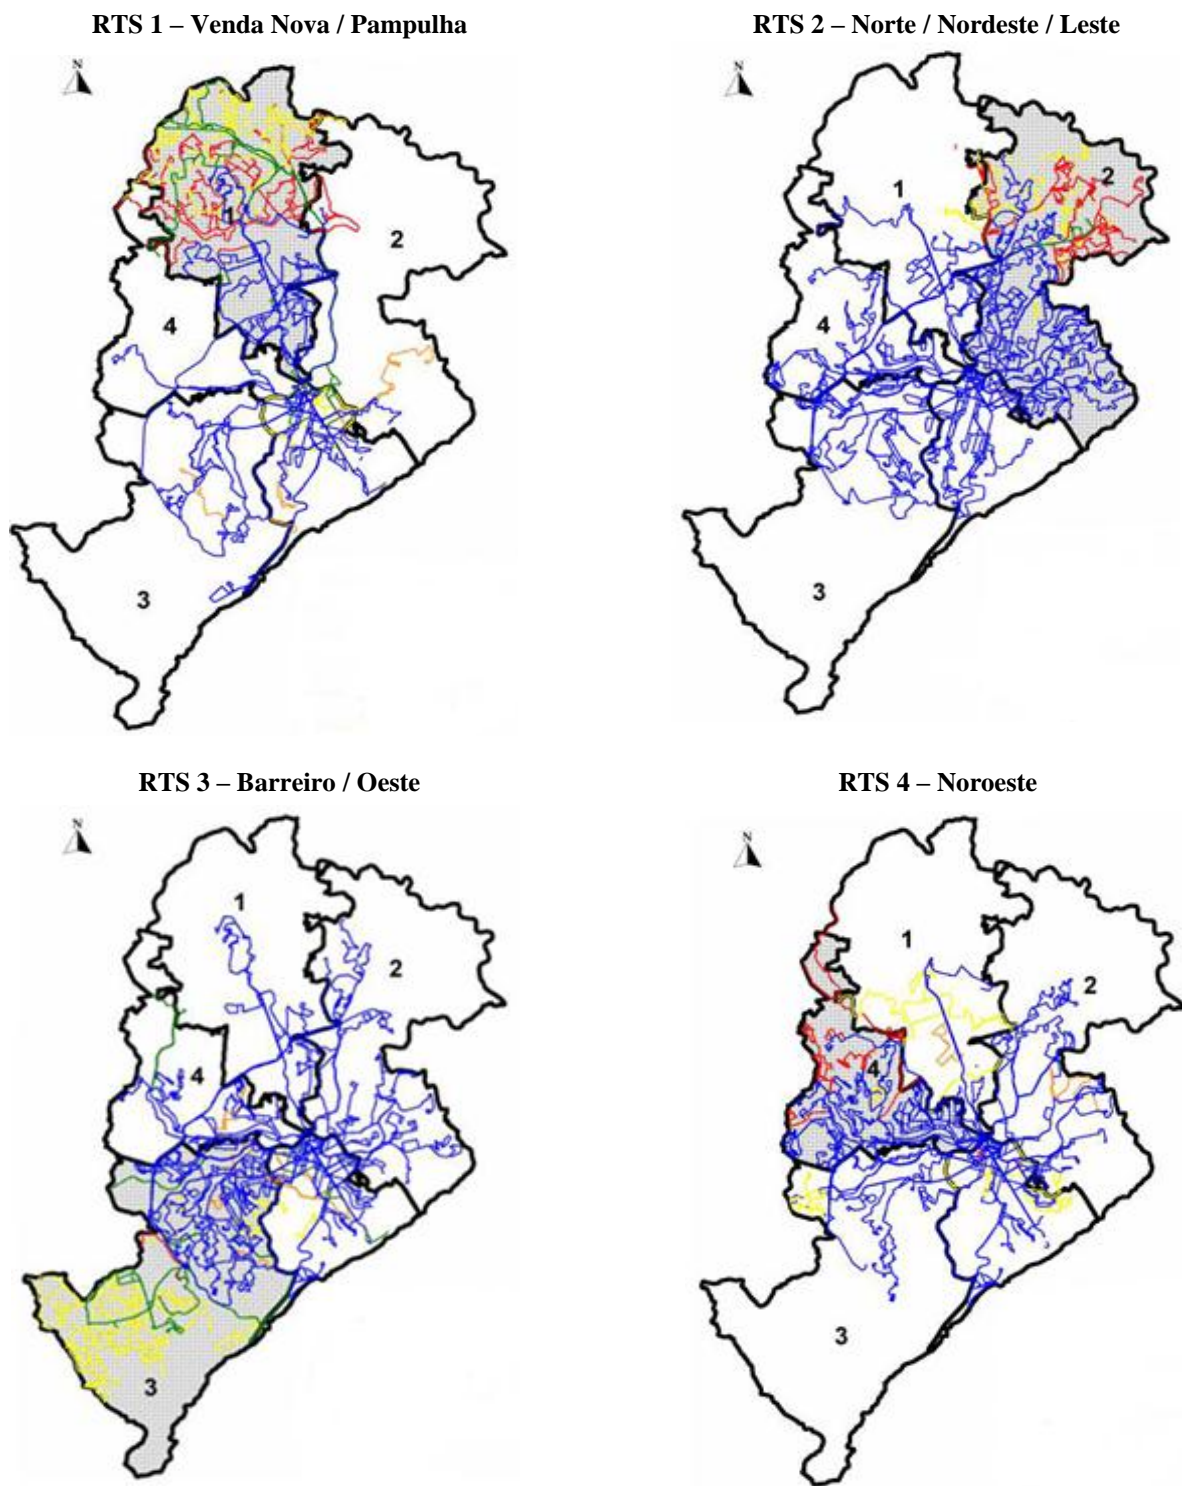 RTS 1 – Venda Nova / Pampulha
RTS 2 – Norte / Nordeste / Leste
N
N
1
2
4
3
1
2
4
3
RTS 3 – Barreiro / Oeste
RTS 4 – Noroeste
N
N
1
2
4
3
1
2
4
3